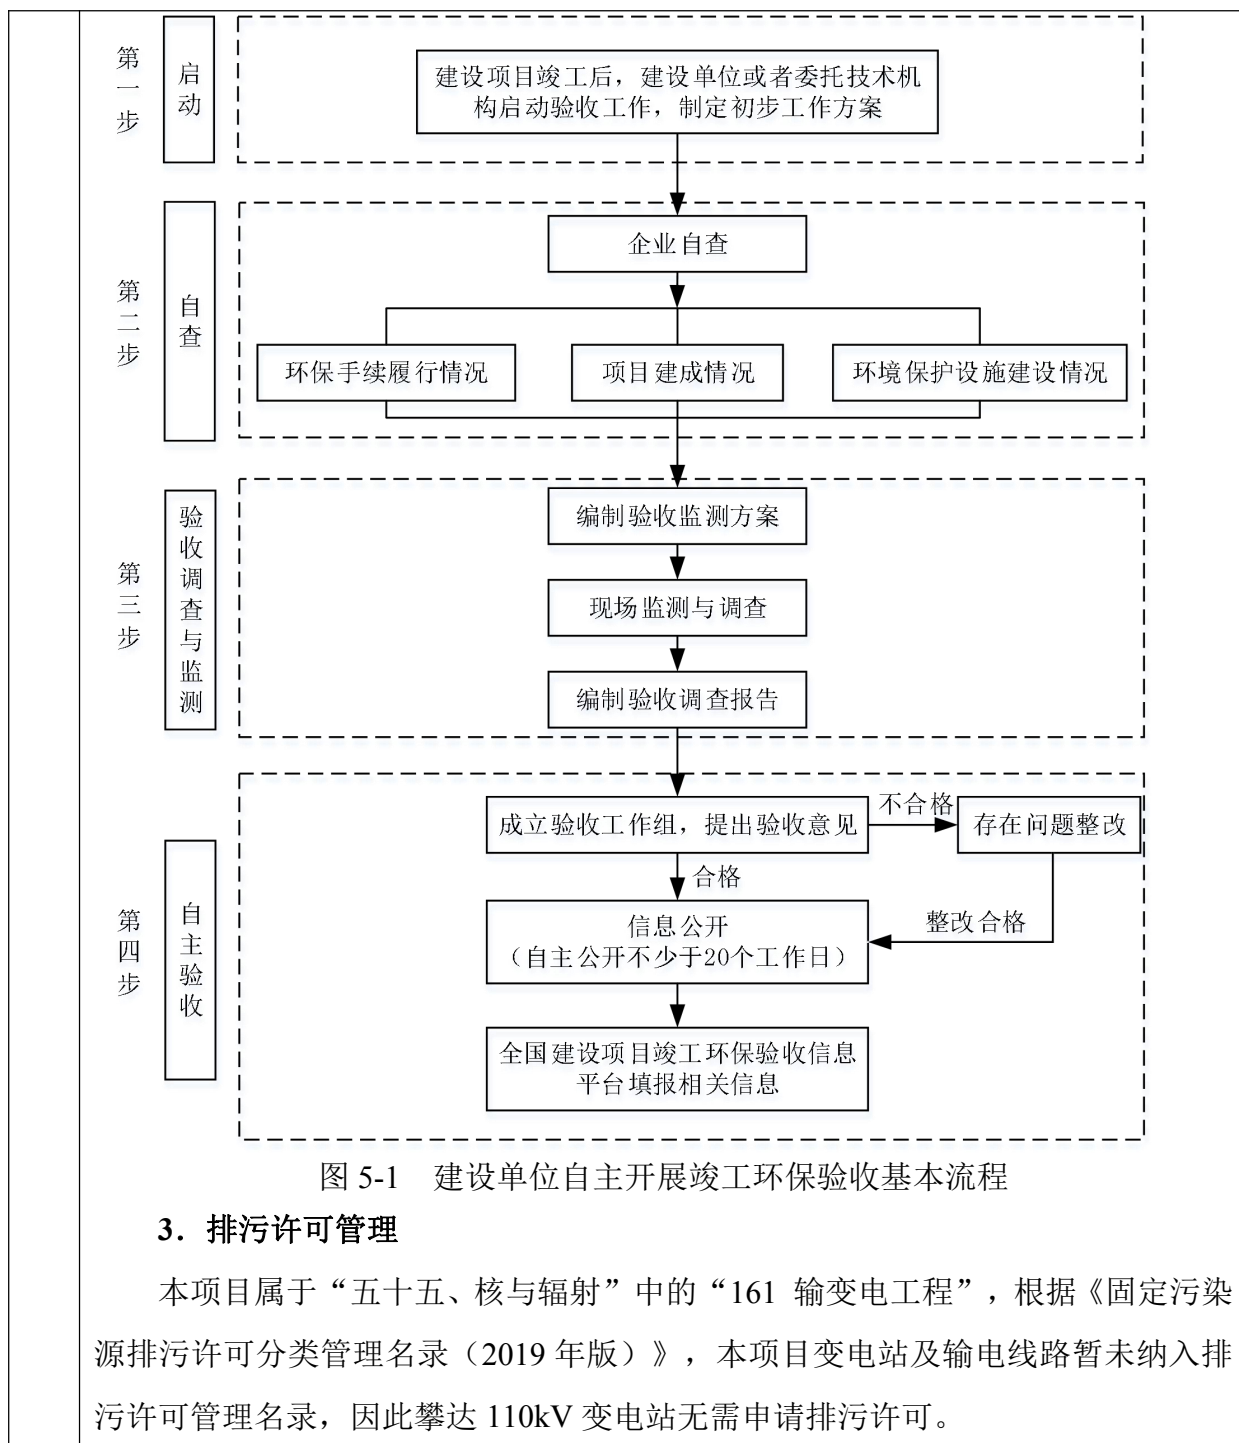 第一步
启动
建设项目竣工后，建设单位或者委托技术机
构启动验收工作，制定初步工作方案
第二步
自查
企业自查
环保手续履行情况
项目建成情况
环境保护设施建设情况
第三步
验收调查与监测
编制验收监测方案
现场监测与调查
编制验收调查报告
第四步
自主验收
成立验收工作组，提出验收意见
不合格
存在问题整改
合格
整改合格
信息公开
（自主公开不少于20个工作日）
全国建设项目竣工环保验收信息
平台填报相关信息
图 5-1 建设单位自主开展竣工环保验收基本流程
3．排污许可管理
本项目属于“五十五、核与辐射”中的“161 输变电工程”，根据《固定污染
源排污许可分类管理名录（2019 年版）》，本项目变电站及输电线路暂未纳入排
污许可管理名录，因此攀达 110kV 变电站无需申请排污许可。